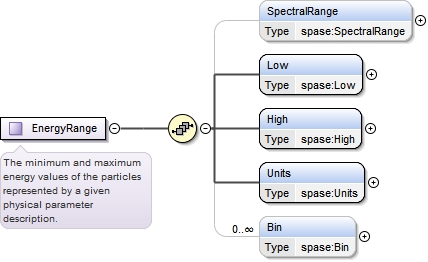 SpectralRange
Type spase:SpectralRange
Low
Type spase:Low
EnergyRange
High
Type spase:High
The minimum and maximum
energy values of the particles
represented by a given
physical parameter
description.
Units
Type spase:Units
0..∞
Bin
Type spase:Bin